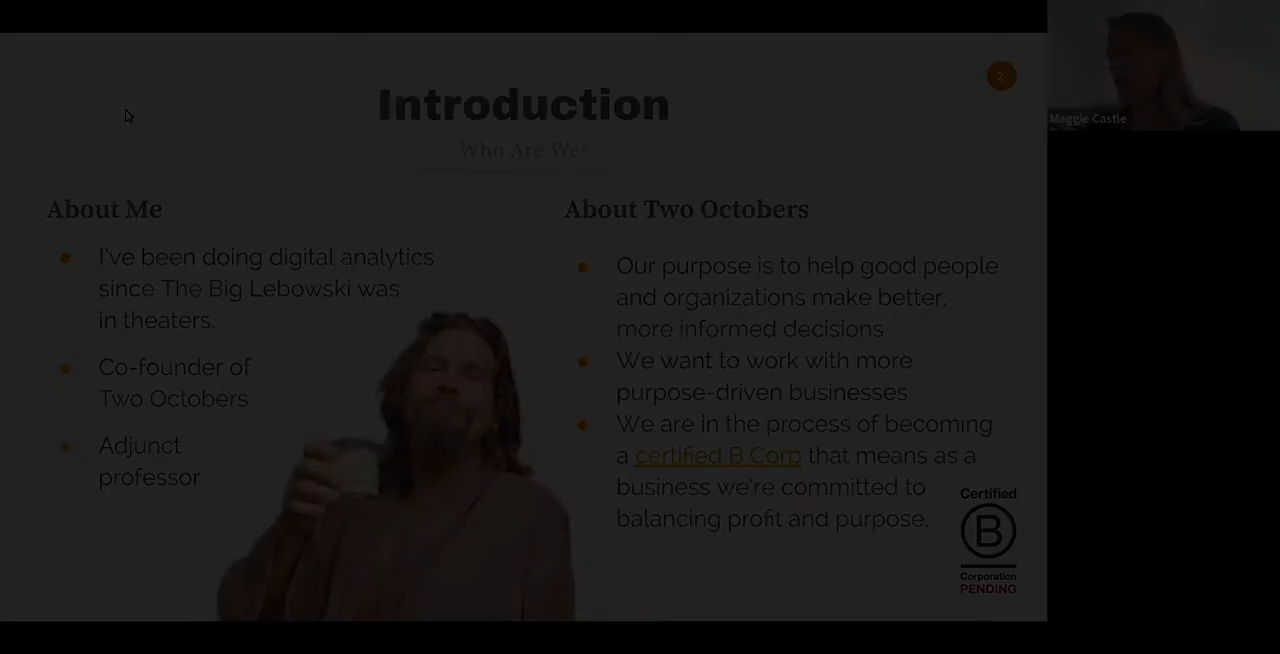 2
Introduction
Who Are We?
Maggie Castle
About Me
I've been doing digital analytics
since The Big Lebowski was
in theaters.
Co-founder of
Two Octobers
Adjunct
professor
About Two Octobers
Our purpose is to help good people
and organizations make better,
more informed decisions
We want to work with more
purpose-driven businesses
We are in the process of becoming
a certified B Corp that means as a
business we're committed to
balancing profit and purpose.
Certified
B
Corporation
PENDING